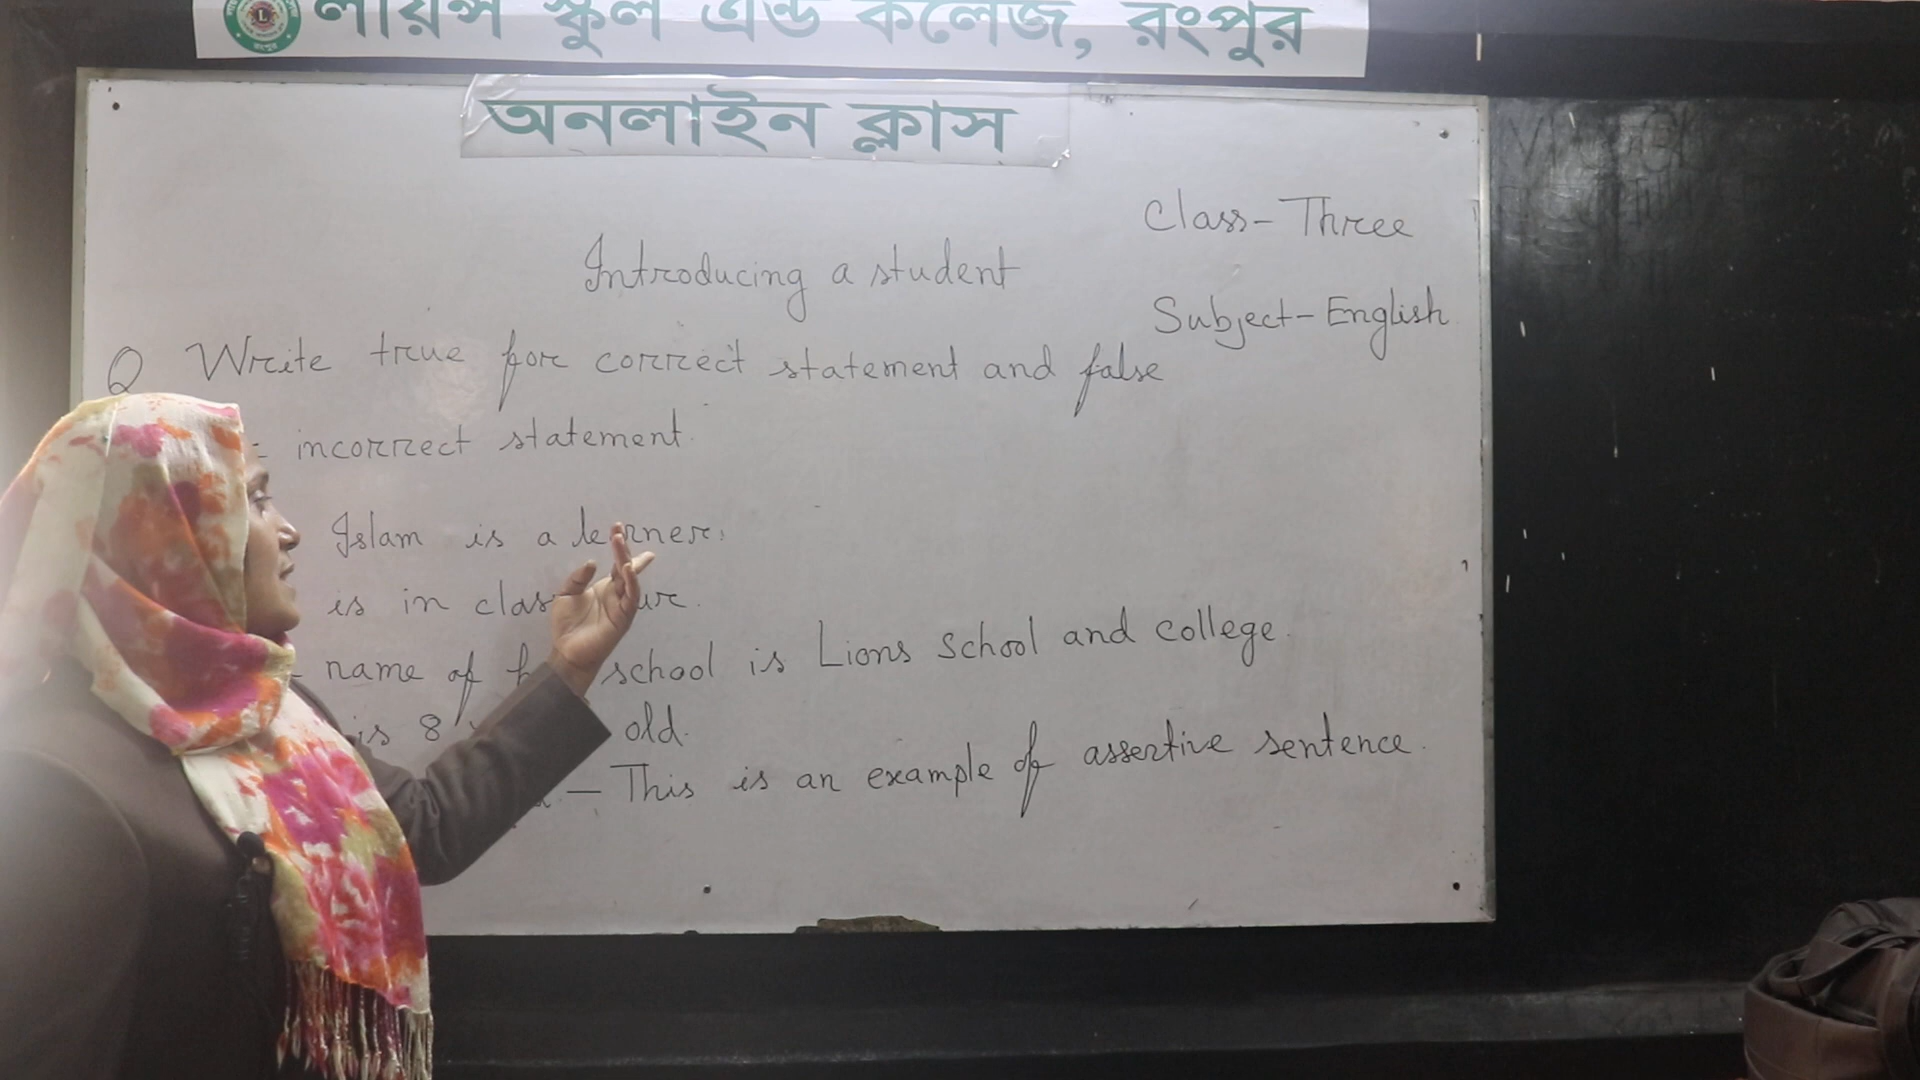 লায়ন্স স্কুল এন্ড কলেজ, রংপুর
অনলাইন ক্লাস
Class-Three
Introducing a student
Subject-English
Q Write true for correct statement and false
incorrect statement.
Islam is a learner.
is in class
name of school is Lions School and college.
is 8 old.
— This is an example of assertive sentence.